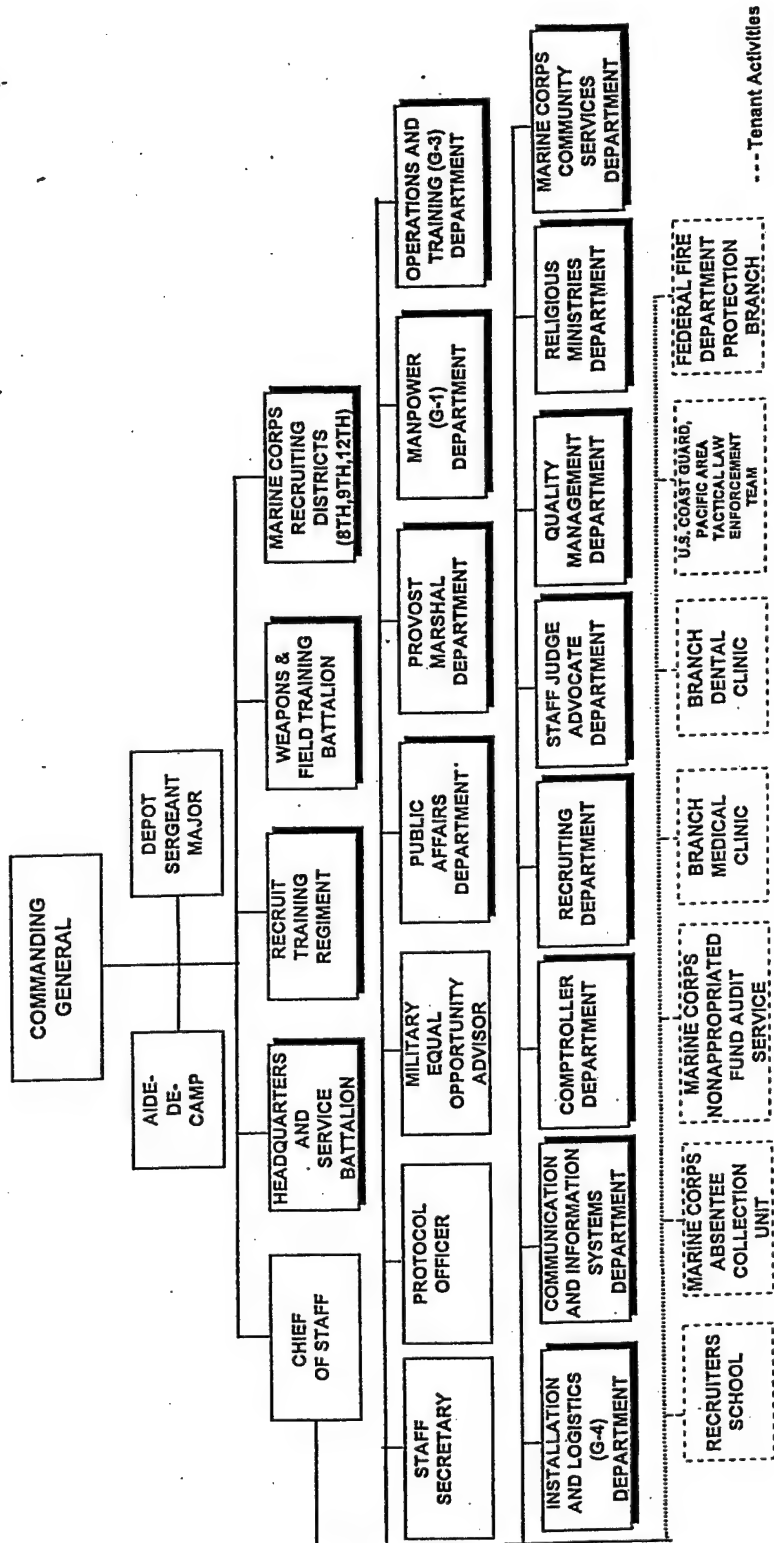 COMMANDING
GENERAL
AIDE-
DE-
CAMP
DEPOT
SERGEANT
MAJOR
CHIEF
OF STAFF
HEADQUARTERS
AND
SERVICE
BATTALION
RECRUIT
TRAINING
REGIMENT
WEAPONS &
FIELD TRAINING
BATTALION
MARINE CORPS
RECRUITING
DISTRICTS
(8TH,9TH,12TH)
STAFF
SECRETARY
PROTOCOL
OFFICER
MILITARY
EQUAL
OPPORTUNITY
ADVISOR
PUBLIC
AFFAIRS
DEPARTMENT
PROVOST
MARSHAL
DEPARTMENT
MANPOWER
(G-1)
DEPARTMENT
OPERATIONS AND
TRAINING (G-3)
DEPARTMENT
INSTALLATION
AND LOGISTICS
(G-4)
DEPARTMENT
COMMUNICATION
AND INFORMATION
SYSTEMS
DEPARTMENT
COMPTROLLER
DEPARTMENT
RECRUITING
DEPARTMENT
STAFF JUDGE
ADVOCATE
DEPARTMENT
QUALITY
MANAGEMENT
DEPARTMENT
RELIGIOUS
MINISTRIES
DEPARTMENT
MARINE CORPS
COMMUNITY
SERVICES
DEPARTMENT
RECRUITERS
SCHOOL
MARINE CORPS
ABSENTEE
COLLECTION
UNIT
MARINE CORPS
NONAPPROPRIATED
FUND AUDIT
SERVICE
BRANCH
MEDICAL
CLINIC
BRANCH
DENTAL
CLINIC
U.S. COAST GUARD,
PACIFIC AREA
TACTICAL LAW
ENFORCEMENT
TEAM
FEDERAL FIRE
DEPARTMENT
PROTECTION
BRANCH
--- Tenant Activities